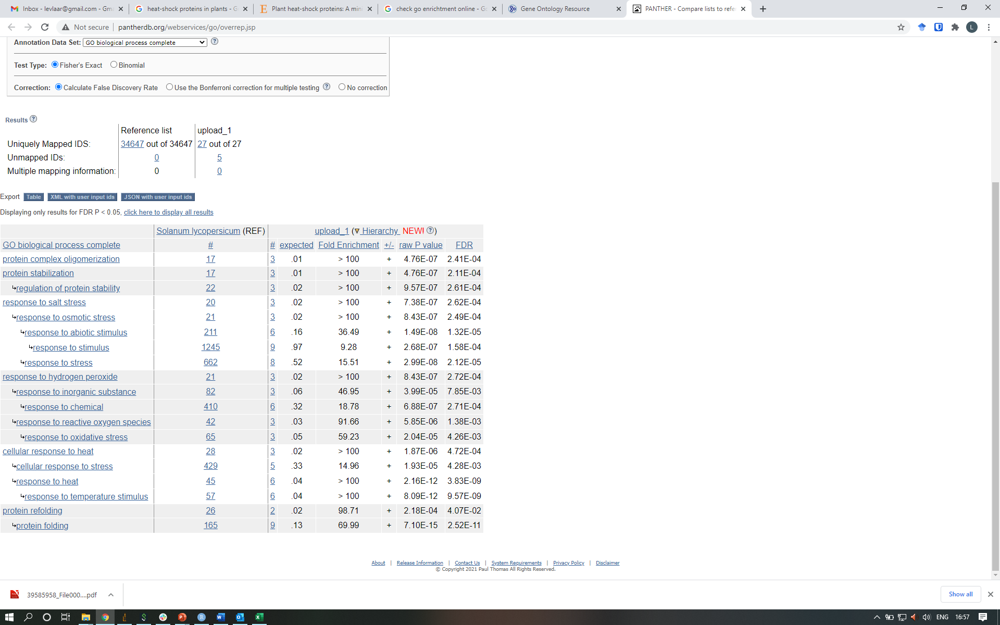 Inbox - levlaar@gmail.com - Gma
heat-shock proteins in plants - G
Plant heat-shock proteins: A mini
check go enrichtment online - Go
Gene Ontology Resource
PANTHER - Compare lists to refe
Not secure | pantherdb.org/webservices/go/overrep.jsp
L
Annotation Data Set: GO biological process complete
Test Type: Fisher's Exact Binomial
Correction: Calculate False Discovery Rate Use the Bonferroni correction for multiple testing No correction
Results
Reference list upload_1
Uniquely Mapped IDS: 34647 out of 34647 27 out of 27
Unmapped IDs: 0 5
Multiple mapping information: 0 0
Export Table XML with user input ids JSON with user input ids
Displaying only results for FDR P < 0.05, click here to display all results
Solanum lycopersicum (REF) upload_1 (▽ Hierarchy NEW! ?)
GO biological process complete # # expected Fold Enrichment +/- raw P value FDR
protein complex oligomerization 17 3 .01 > 100 + 4.76E-07 2.41E-04
protein stabilization 17 3 .01 > 100 + 4.76E-07 2.11E-04
↳regulation of protein stability 22 3 .02 > 100 + 9.57E-07 2.61E-04
response to salt stress 20 3 .02 > 100 + 7.38E-07 2.62E-04
↳response to osmotic stress 21 3 .02 > 100 + 8.43E-07 2.49E-04
↳response to abiotic stimulus 211 6 .16 36.49 + 1.49E-08 1.32E-05
↳response to stimulus 1245 9 .97 9.28 + 2.68E-07 1.58E-04
↳response to stress 662 8 .52 15.51 + 2.99E-08 2.12E-05
response to hydrogen peroxide 21 3 .02 > 100 + 8.43E-07 2.72E-04
↳response to inorganic substance 82 3 .06 46.95 + 3.99E-05 7.85E-03
↳response to chemical 410 6 .32 18.78 + 6.88E-07 2.71E-04
↳response to reactive oxygen species 42 3 .03 91.66 + 5.85E-06 1.38E-03
↳response to oxidative stress 65 3 .05 59.23 + 2.04E-05 4.26E-03
cellular response to heat 28 3 .02 > 100 + 1.87E-06 4.72E-04
↳cellular response to stress 429 5 .33 14.96 + 1.93E-05 4.28E-03
↳response to heat 45 6 .04 > 100 + 2.16E-12 3.83E-09
↳response to temperature stimulus 57 6 .04 > 100 + 8.09E-12 9.57E-09
protein refolding 26 2 .02 98.71 + 2.18E-04 4.07E-02
↳protein folding 165 9 .13 69.99 + 7.10E-15 2.52E-11
About | Release Information | Contact Us | System Requirements | Privacy Policy | Disclaimer
© Copyright 2021 Paul Thomas All Rights Reserved.
39585958_File000....pdf
Show all
ENG 16:57